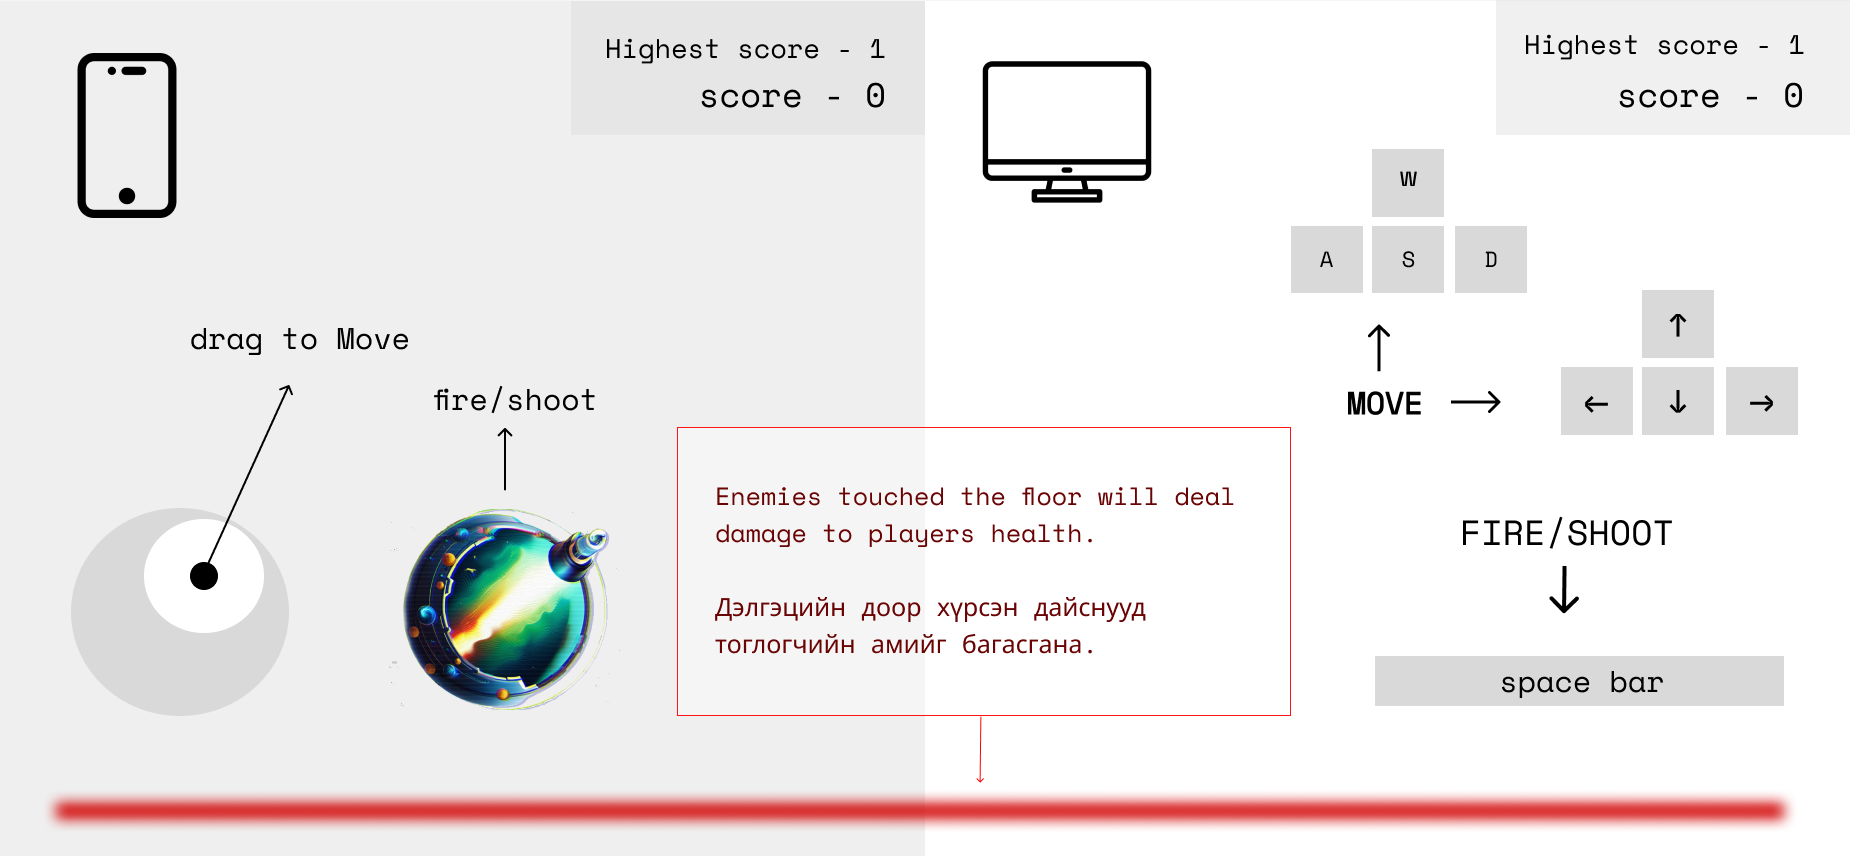 Highest score - 1
score - 0
drag to Move
fire/shoot
Enemies touched the floor will deal
damage to players health.
Дэлгэцийн доор хүрсэн дайснууд
тоглогчийн амийг багасгана.
Highest score - 1
score - 0
W
A S D
↑
MOVE →
← ↓ →
FIRE/SHOOT
space bar